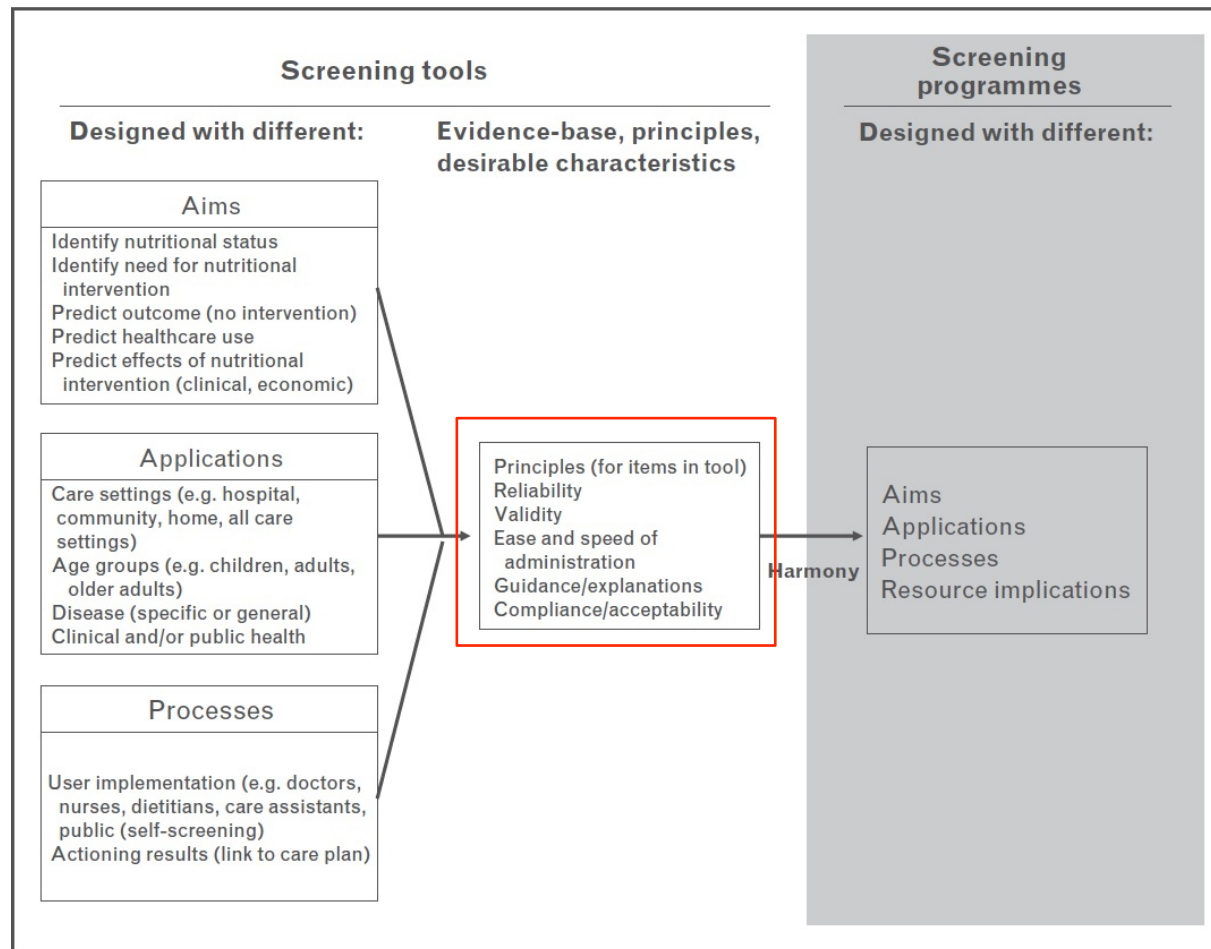 Screening tools
Designed with different:
Evidence-base, principles,
desirable characteristics
Aims
Identify nutritional status
Identify need for nutritional
intervention
Predict outcome (no intervention)
Predict healthcare use
Predict effects of nutritional
intervention (clinical, economic)
Applications
Care settings (e.g. hospital,
community, home, all care
settings)
Age groups (e.g. children, adults,
older adults)
Disease (specific or general)
Clinical and/or public health
Processes
User implementation (e.g. doctors,
nurses, dietitians, care assistants,
public (self-screening)
Actioning results (link to care plan)
Principles (for items in tool)
Reliability
Validity
Ease and speed of
administration
Guidance/explanations
Compliance/acceptability
Harmony
Screening
programmes
Designed with different:
Aims
Applications
Processes
Resource implications